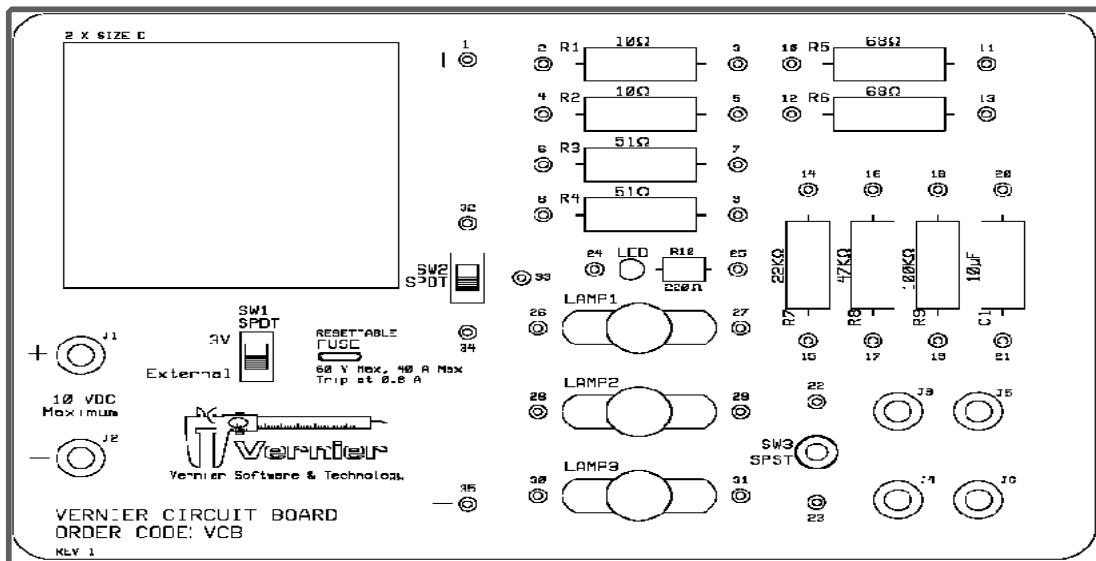 2 X SIZE D
1
2 R1 10Ω 3
4 R2 10Ω 5
6 R3 51Ω 7
8 R4 51Ω 9
10 R5 68Ω 11
12 R6 68Ω 13
14 16 18 20
22KΩ 47KΩ 100KΩ 10µF
R7 R8 R9 C1
15 17 19 21
32
SW2
SPDT
33
34
24 LED R10 25
220Ω
LAMP1
26 27
LAMP2
28 29
LAMP3
30 31
SW1
SPDT
3V
External
RESETTABLE
FUSE
60 V Max, 40 A Max
Trip at 0.8 A
+ J1
10 VDC
Maximum
− J2
Vernier
Vernier Software & Technology
35
22
SW3
SPST
23
J3 J5
J4 J6
VERNIER CIRCUIT BOARD
ORDER CODE: VCB
REV 1